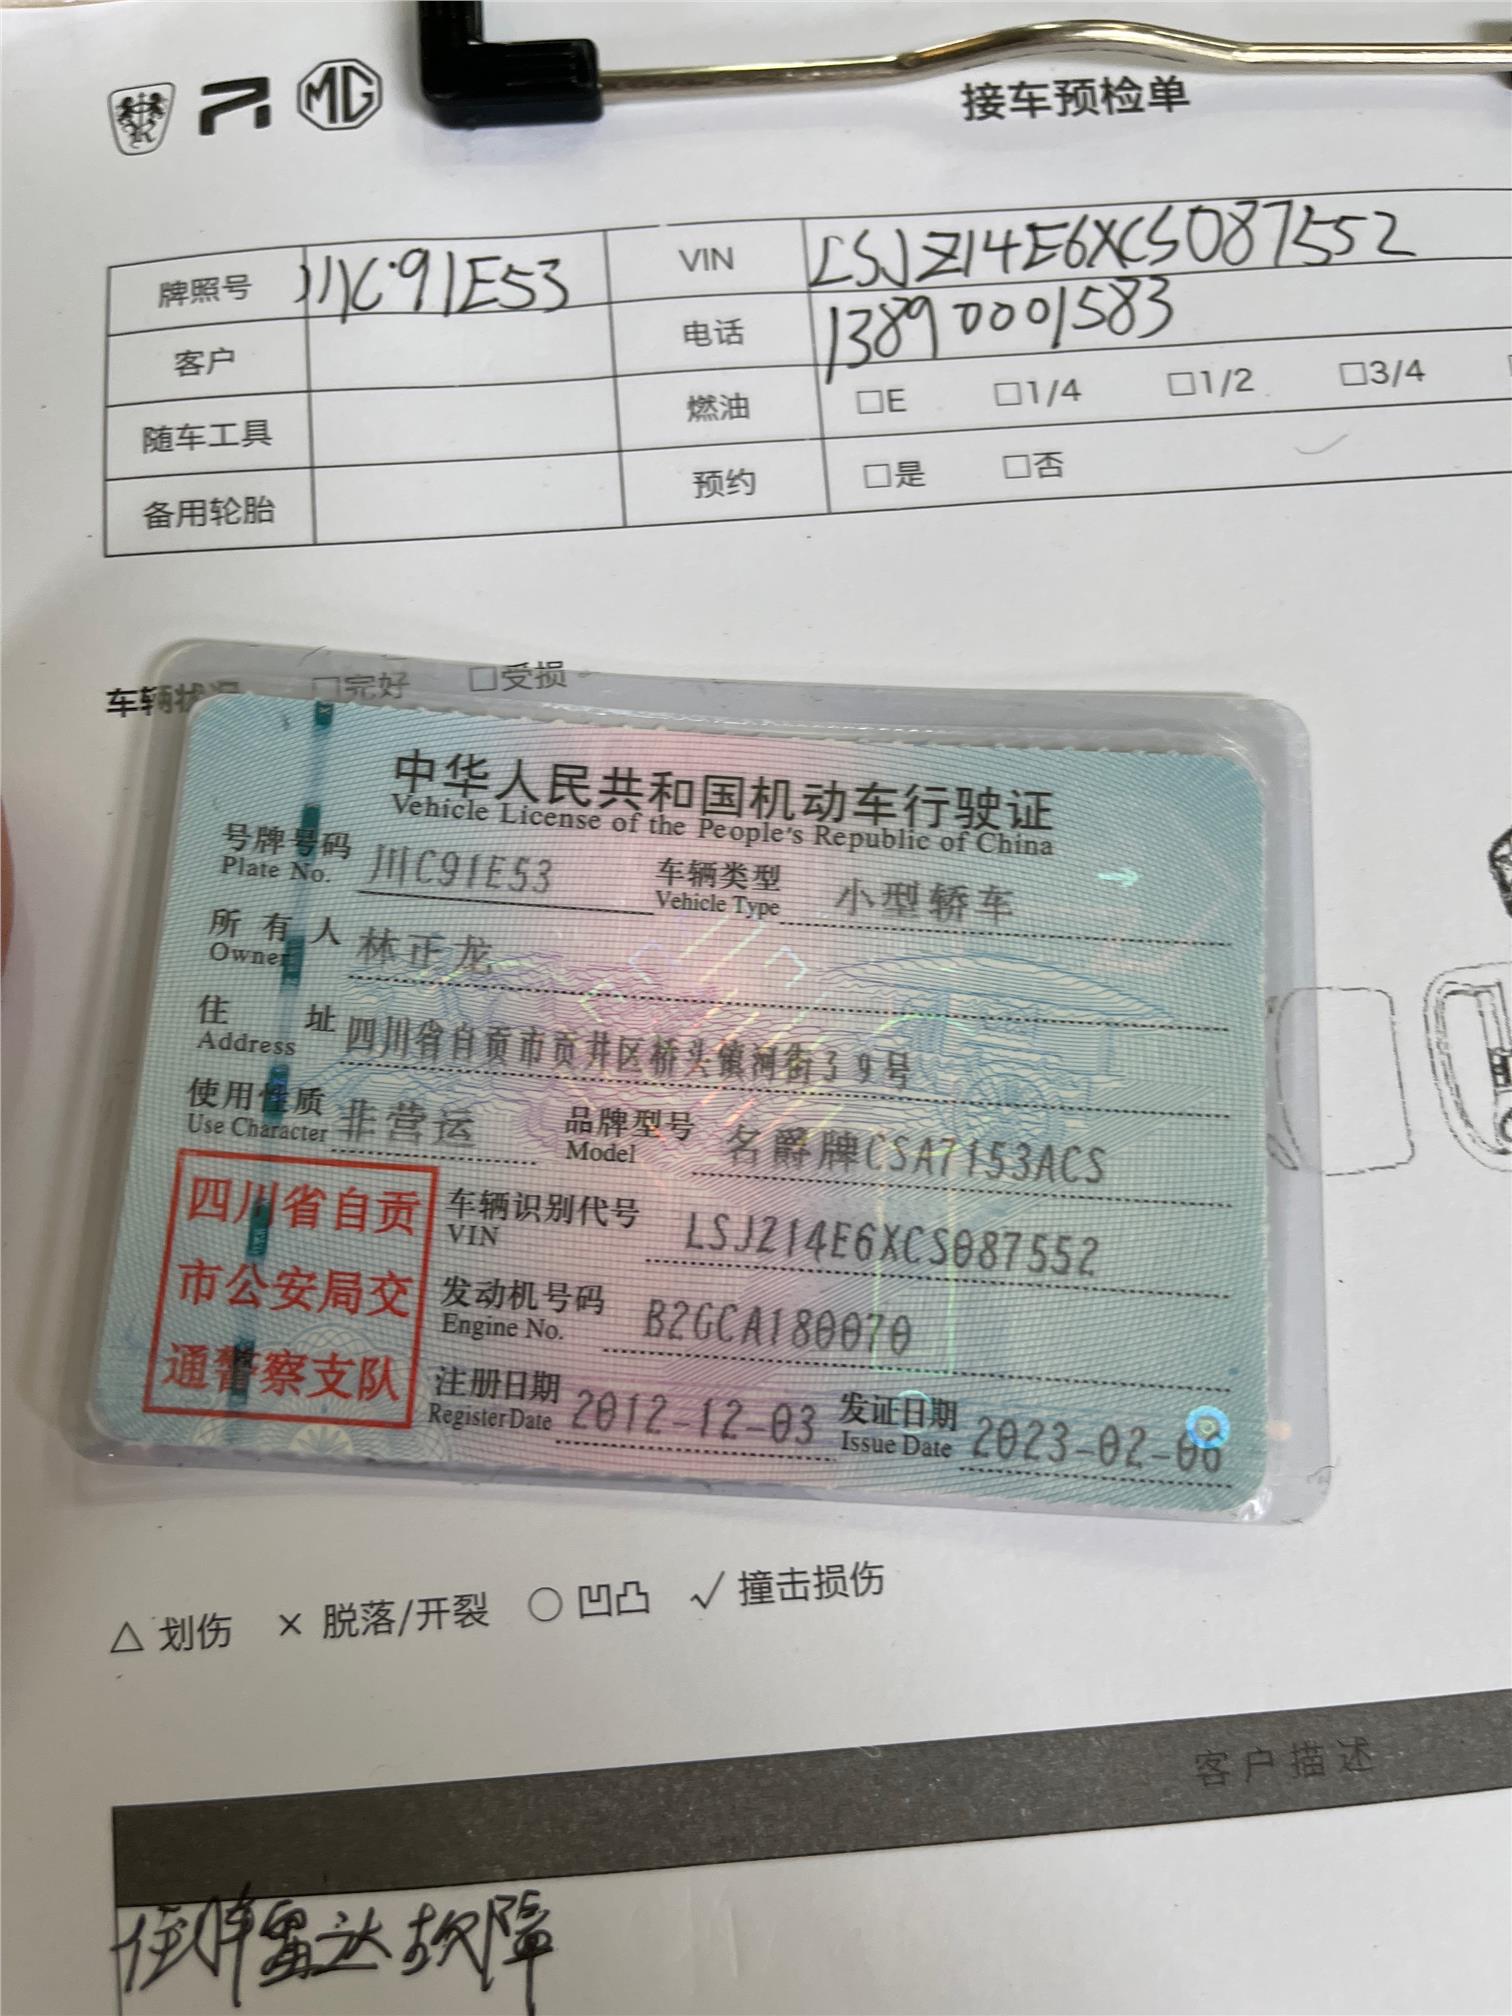 MG
接车预检单
牌照号 川C·91E53 VIN LSJZ14E6XCS087552
客户 电话 13890001583
随车工具 燃油 □E □1/4 □1/2 □3/4
备用轮胎 预约 □是 □否
车辆状况 □完好 □受损
中华人民共和国机动车行驶证
Vehicle License of the People's Republic of China
号牌号码 川C91E53 车辆类型 小型轿车
Plate No. Vehicle Type
所有人 林正龙
Owner
住址 四川省自贡市贡井区桥头镇河街39号
Address
使用性质 非营运 品牌型号 名爵牌CSA7153ACS
Use Character Model
四川省自贡
市公安局交
通警察支队
车辆识别代号 LSJZ14E6XCS087552
VIN
发动机号码 B2GCA180070
Engine No.
注册日期 2012-12-03 发证日期 2023-02-06
Register Date Issue Date
△ 划伤 × 脱落/开裂 ○ 凹凸 √ 撞击损伤
客户描述
倒车雷达故障